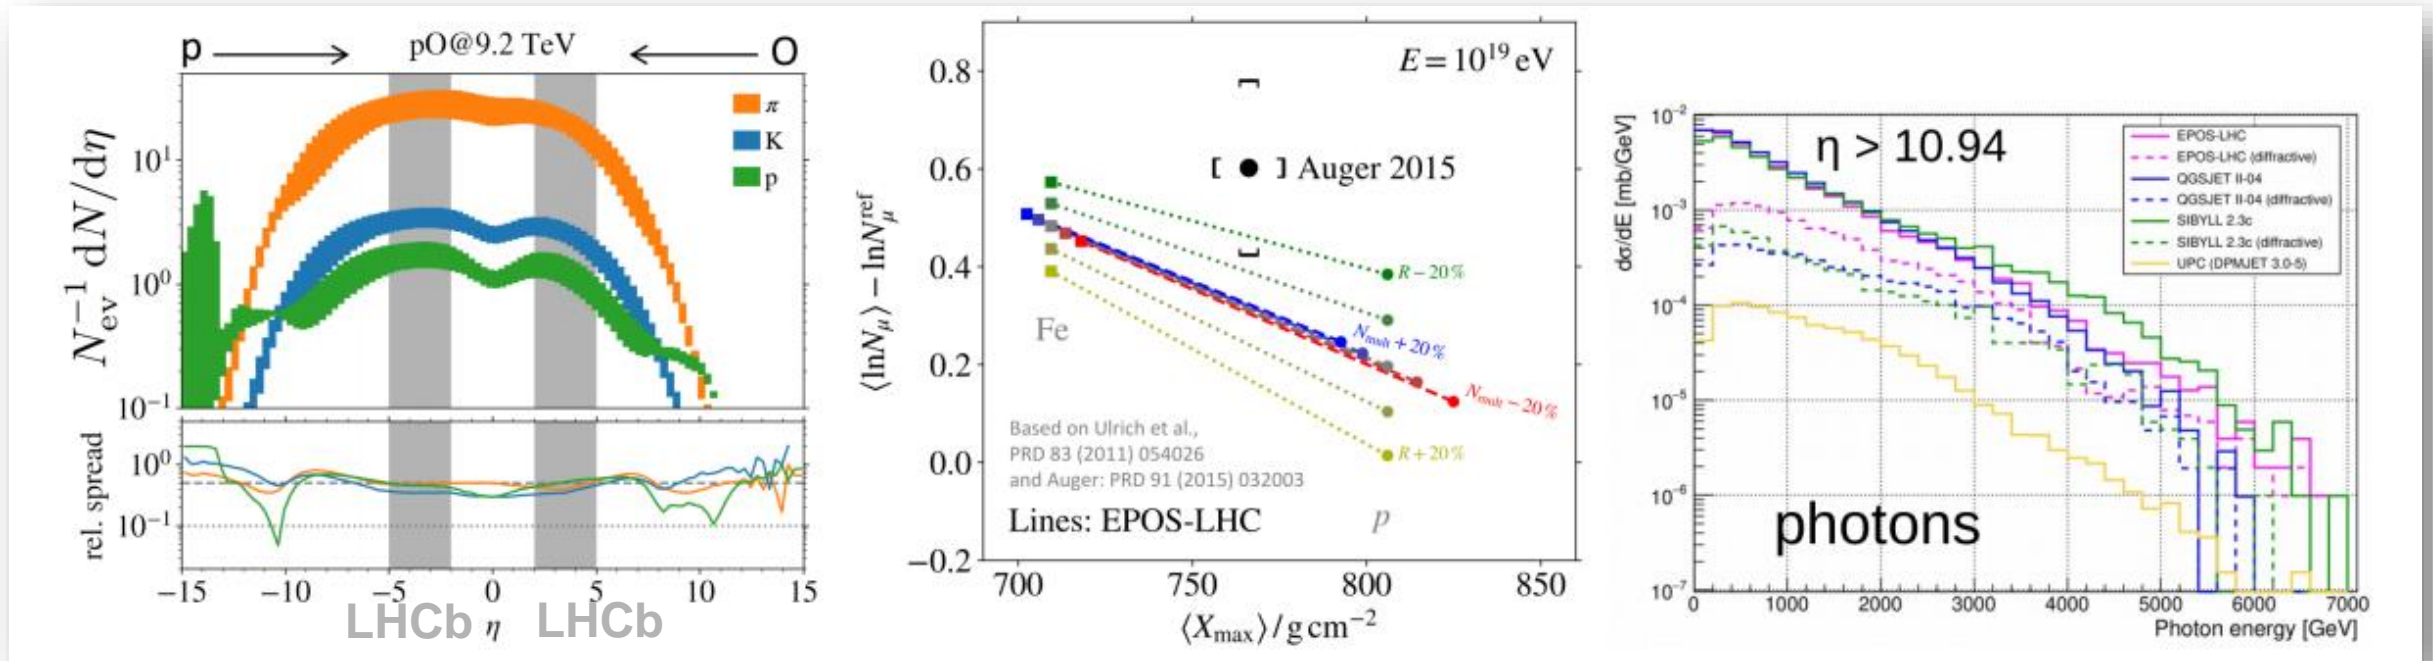 p
pO@9.2 TeV
O
π
K
p
N_ev^−1 dN/dη
10^1
10^0
10^−1
rel. spread
10^0
10^−1
−15 −10 −5 0 5 10 15
LHCb η LHCb
E = 10^19 eV
0.8
0.6
0.4
0.2
0.0
−0.2
⟨lnN_μ⟩ − lnN_μ^ref
[ ● ] Auger 2015
R − 20%
Fe
N_mult + 20%
N_mult − 20%
R + 20%
Based on Ulrich et al.,
PRD 83 (2011) 054026
and Auger: PRD 91 (2015) 032003
Lines: EPOS-LHC
p
700 750 800 850
⟨X_max⟩ / g cm^−2
dσ/dE [mb/GeV]
10^−2
10^−3
10^−4
10^−5
10^−6
10^−7
η > 10.94
EPOS-LHC
EPOS-LHC (diffractive)
QGSJET II-04
QGSJET II-04 (diffractive)
SIBYLL 2.3c
SIBYLL 2.3c (diffractive)
UPC (DPMJET 3.0-5)
photons
0 1000 2000 3000 4000 5000 6000 7000
Photon energy [GeV]